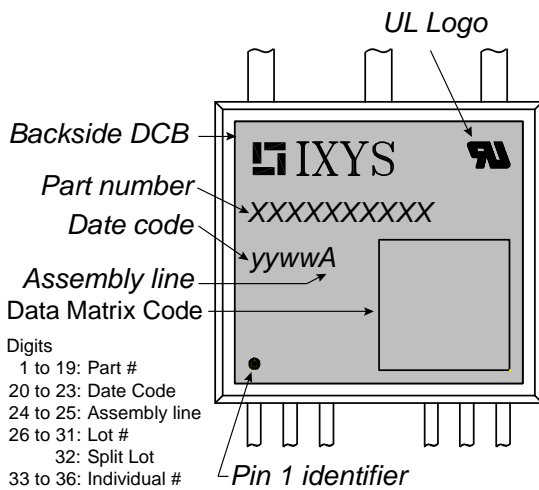 UL Logo
Backside DCB
IXYS
Part number
XXXXXXXXXX
Date code
yywwA
Assembly line
Data Matrix Code
Digits
1 to 19: Part #
20 to 23: Date Code
24 to 25: Assembly line
26 to 31: Lot #
32: Split Lot
33 to 36: Individual #
Pin 1 identifier